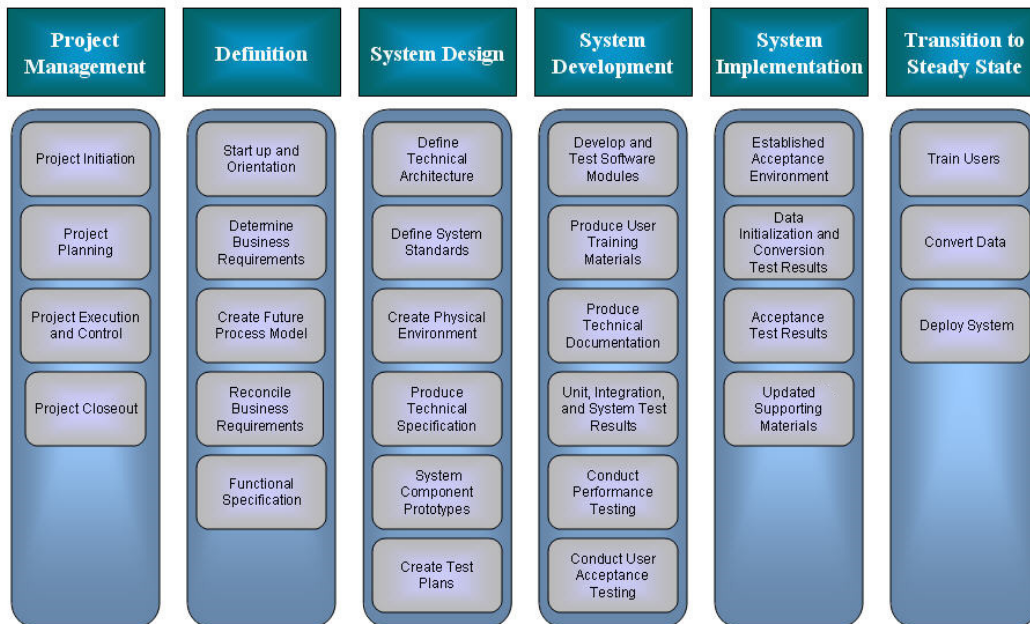 Project
Management
Definition
System Design
System
Development
System
Implementation
Transition to
Steady State
Project Initiation
Project
Planning
Project Execution
and Control
Project Closeout
Start up and
Orientation
Determine
Business
Requirements
Create Future
Process Model
Reconcile
Business
Requirements
Functional
Specification
Define
Technical
Architecture
Define System
Standards
Create Physical
Environment
Produce
Technical
Specification
System
Component
Prototypes
Create Test
Plans
Develop and
Test Software
Modules
Produce User
Training
Materials
Produce
Technical
Documentation
Unit, Integration,
and System Test
Results
Conduct
Performance
Testing
Conduct User
Acceptance
Testing
Established
Acceptance
Environment
Data
Initialization and
Conversion
Test Results
Acceptance
Test Results
Updated
Supporting
Materials
Train Users
Convert Data
Deploy System